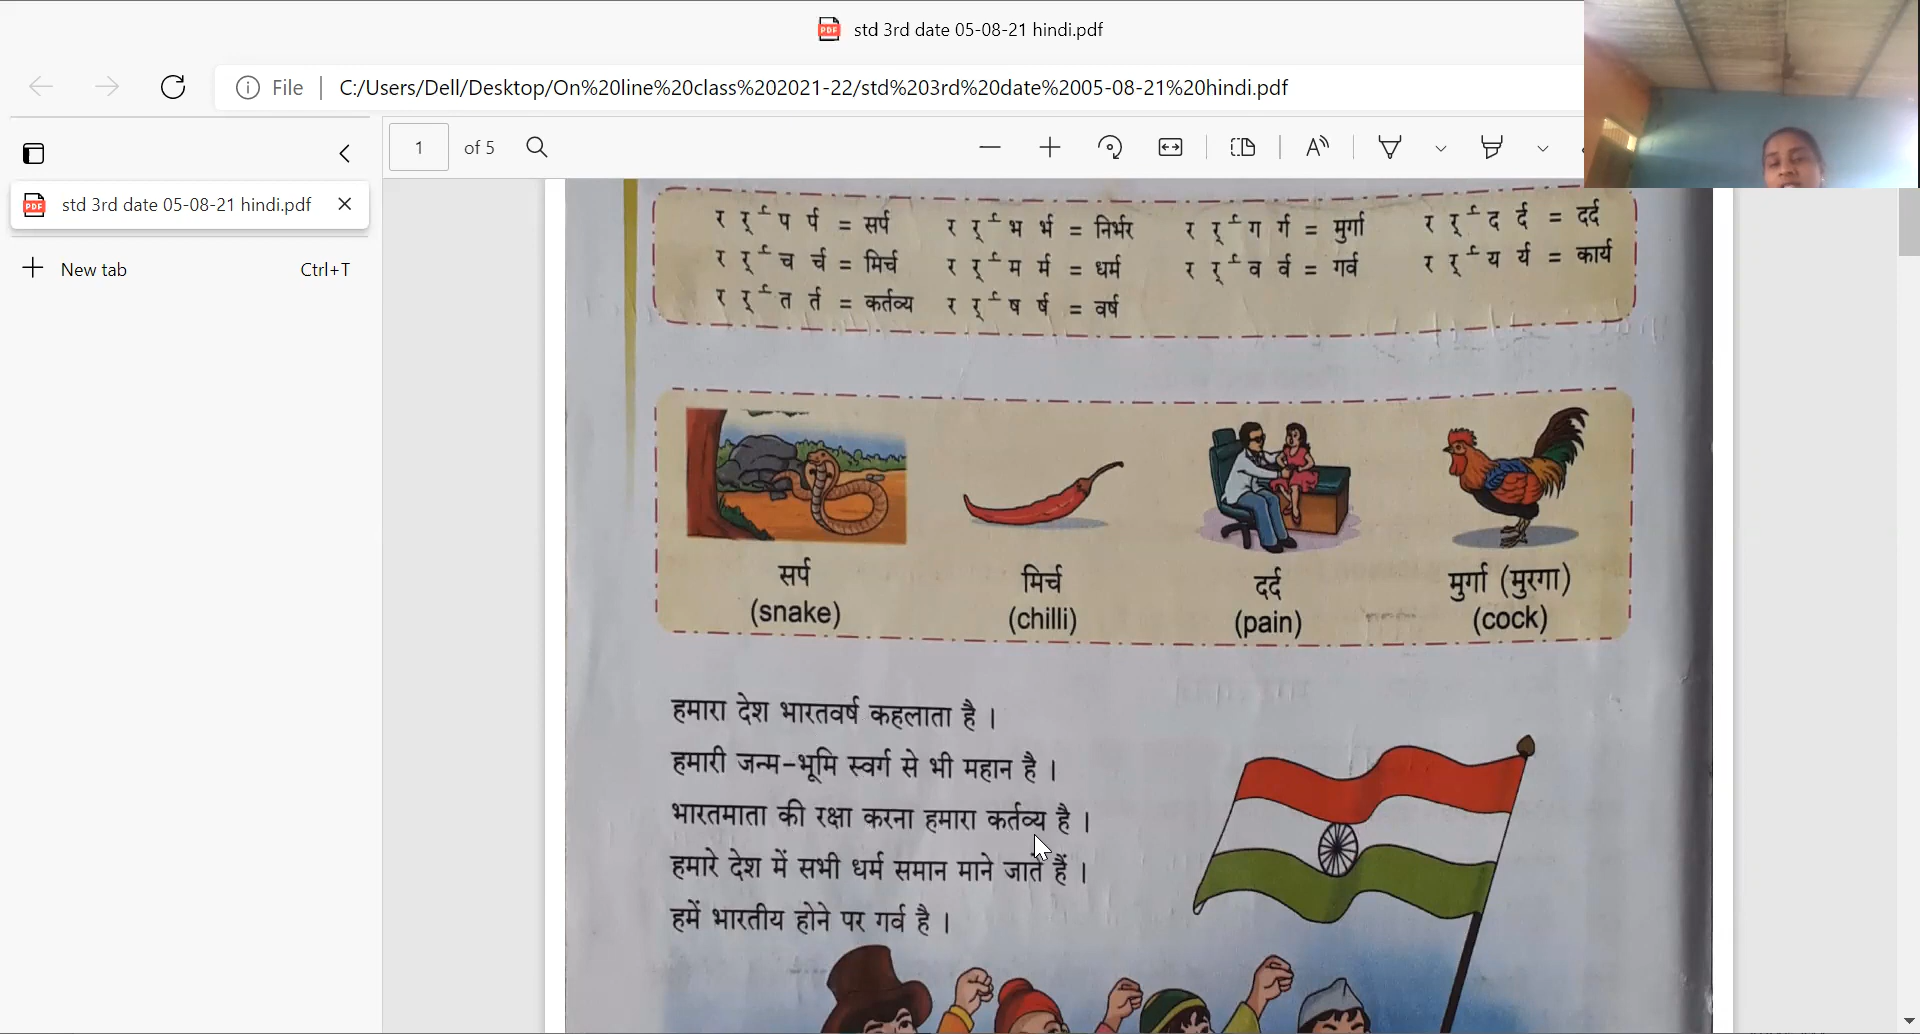 std 3rd date 05-08-21 hindi.pdf
File | C:/Users/Dell/Desktop/On%20line%20class%202021-22/std%203rd%20date%2005-08-21%20hindi.pdf
1 of 5
std 3rd date 05-08-21 hindi.pdf
New tab Ctrl+T
र र् र्‍ प र्प = सर्प र र् र्‍ भ र्भ = निर्भर र र् र्‍ ग र्ग = मुर्गा र र् र्‍ द र्द = दर्द
र र् र्‍ च र्च = मिर्च र र् र्‍ म र्म = धर्म र र् र्‍ व र्व = गर्व र र् र्‍ य र्य = कार्य
र र् र्‍ त र्त = कर्तव्य र र् र्‍ ष र्ष = वर्ष
सर्प मिर्च दर्द मुर्गा (मुरगा)
(snake) (chilli) (pain) (cock)
हमारा देश भारतवर्ष कहलाता है ।
हमारी जन्म-भूमि स्वर्ग से भी महान है ।
भारतमाता की रक्षा करना हमारा कर्तव्य है ।
हमारे देश में सभी धर्म समान माने जाते हैं ।
हमें भारतीय होने पर गर्व है ।